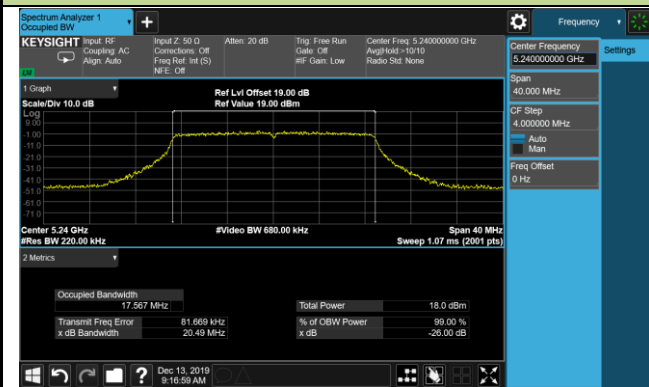 Spectrum Analyzer 1
Occupied BW
Frequency
KEYSIGHT
Input: RF
Coupling: AC
Align: Auto
Input Z: 50 Ω
Corrections: Off
Freq Ref: Int (S)
NFE: Off
Atten: 20 dB
Trig: Free Run
Gate: Off
#IF Gain: Low
Center Freq: 5.240000000 GHz
Avg|Hold:>10/10
Radio Std: None
Center Frequency
5.240000000 GHz
Settings
Span
40.000 MHz
CF Step
4.000000 MHz
Auto
Man
Freq Offset
0 Hz
1 Graph
Scale/Div 10.0 dB
Ref Lvl Offset 19.00 dB
Ref Value 19.00 dBm
Log
9.00
-1.00
-11.0
-21.0
-31.0
-41.0
-51.0
-61.0
-71.0
Center 5.24 GHz
#Video BW 680.00 kHz
Span 40 MHz
#Res BW 220.00 kHz
Sweep 1.07 ms (2001 pts)
2 Metrics
Occupied Bandwidth
17.567 MHz
Total Power 18.0 dBm
Transmit Freq Error 81.669 kHz
% of OBW Power 99.00 %
x dB Bandwidth 20.49 MHz
x dB -26.00 dB
?
Dec 13, 2019
9:16:59 AM